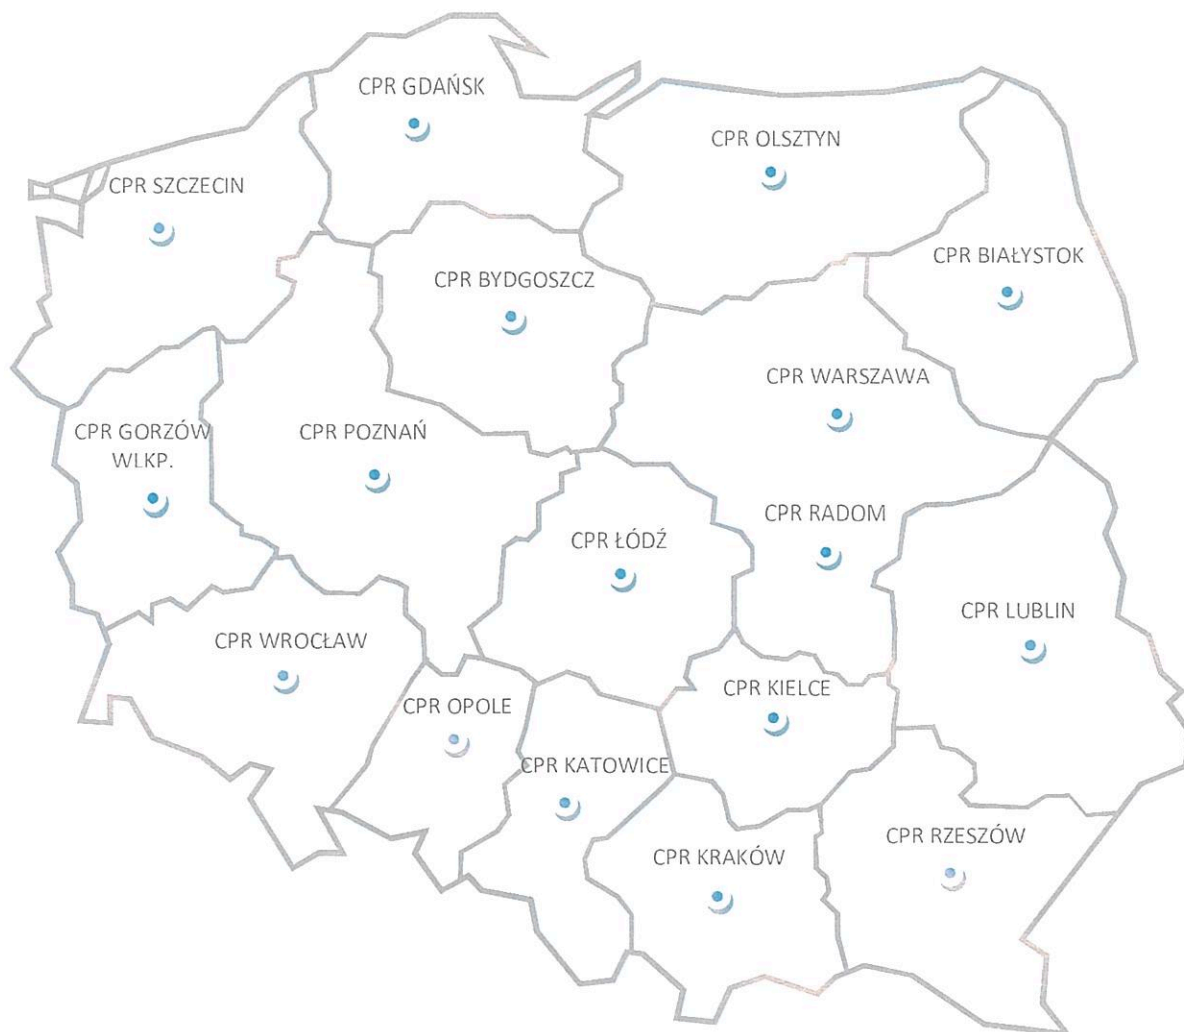 CPR GDAŃSK
CPR OLSZTYN
CPR SZCZECIN
CPR BIAŁYSTOK
CPR BYDGOSZCZ
CPR WARSZAWA
CPR GORZÓW
WLKP.
CPR POZNAŃ
CPR RADOM
CPR ŁÓDŹ
CPR LUBLIN
CPR WROCŁAW
CPR KIELCE
CPR OPOLE
CPR KATOWICE
CPR RZESZÓW
CPR KRAKÓW